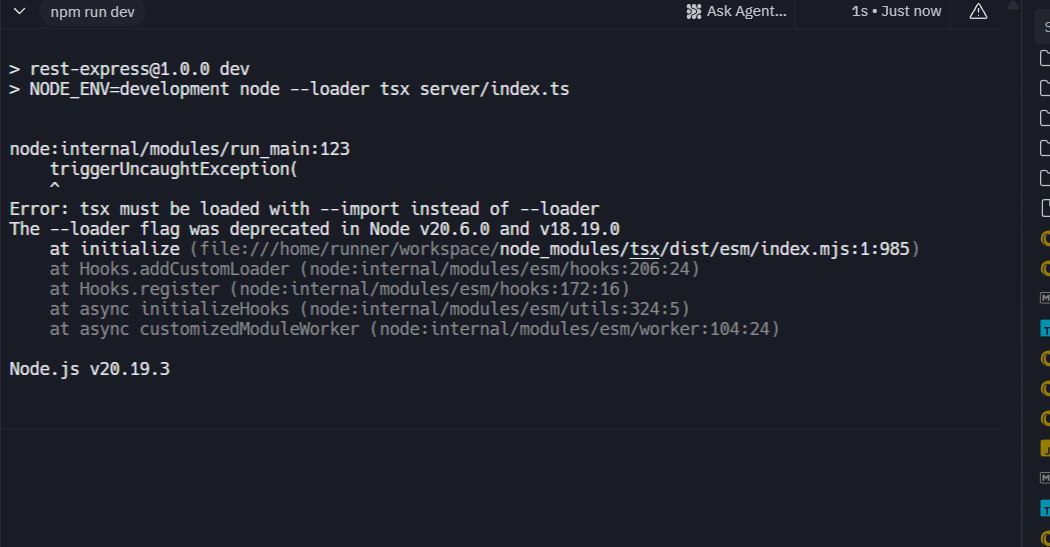 npm run dev
Ask Agent...
1s • Just now
> rest-express@1.0.0 dev
> NODE_ENV=development node --loader tsx server/index.ts
node:internal/modules/run_main:123
    triggerUncaughtException(
    ^
Error: tsx must be loaded with --import instead of --loader
The --loader flag was deprecated in Node v20.6.0 and v18.19.0
    at initialize (file:///home/runner/workspace/node_modules/tsx/dist/esm/index.mjs:1:985)
    at Hooks.addCustomLoader (node:internal/modules/esm/hooks:206:24)
    at Hooks.register (node:internal/modules/esm/hooks:172:16)
    at async initializeHooks (node:internal/modules/esm/utils:324:5)
    at async customizedModuleWorker (node:internal/modules/esm/worker:104:24)
Node.js v20.19.3